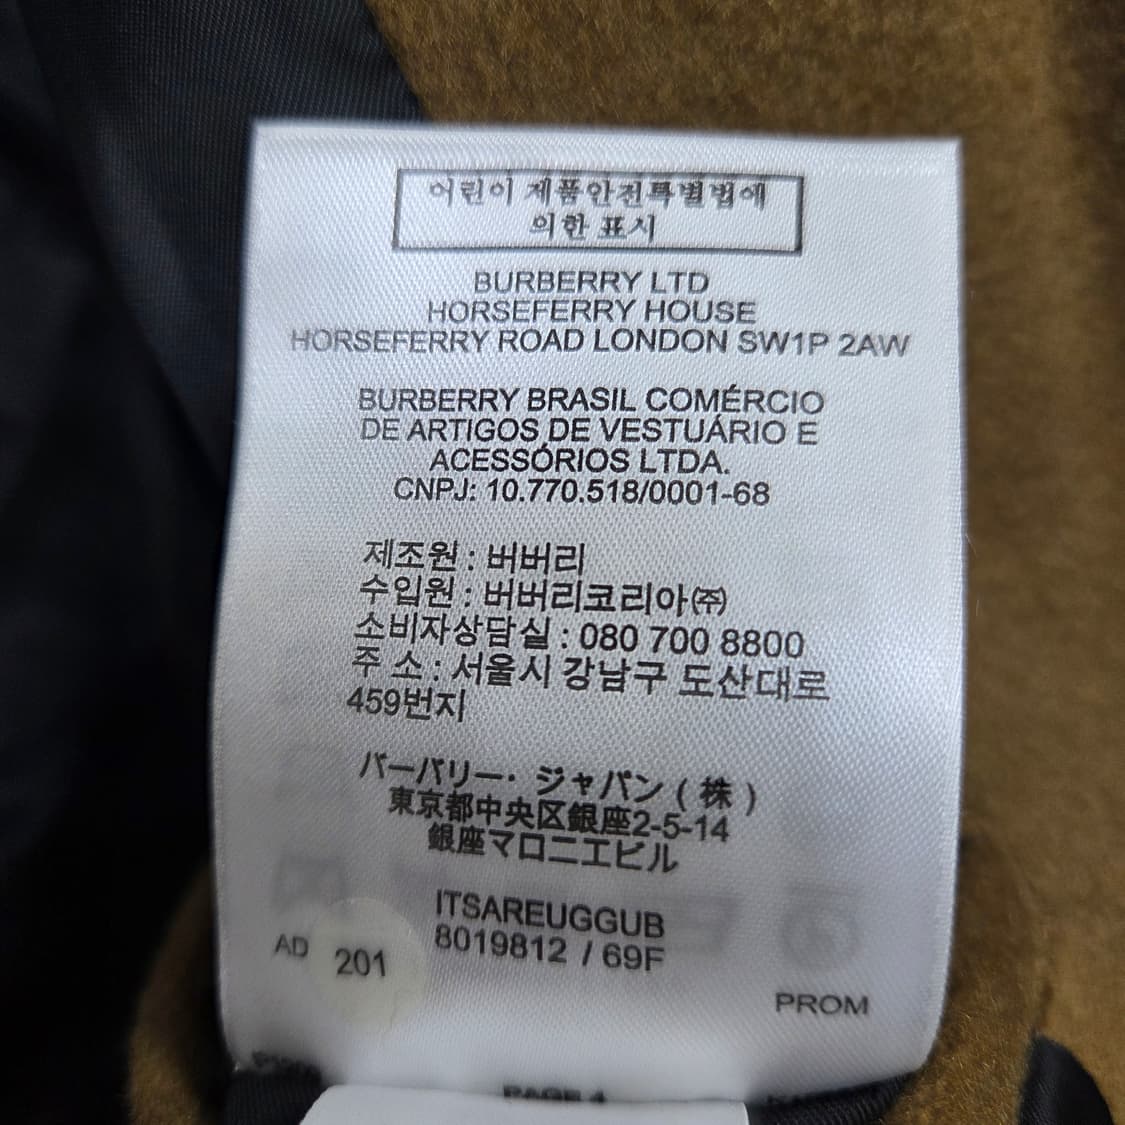 어린이 제품안전특별법에
의한 표시
BURBERRY LTD
HORSEFERRY HOUSE
HORSEFERRY ROAD LONDON SW1P 2AW
BURBERRY BRASIL COMÉRCIO
DE ARTIGOS DE VESTUÁRIO E
ACESSÓRIOS LTDA.
CNPJ: 10.770.518/0001-68
제조원 : 버버리
수입원 : 버버리코리아㈜
소비자상담실 : 080 700 8800
주 소 : 서울시 강남구 도산대로
459번지
バーバリー・ジャパン ( 株 )
東京都中央区銀座2-5-14
銀座マロニエビル
ITSAREUGGUB
8019812 / 69F
AD 201
PROM
PAGE 1